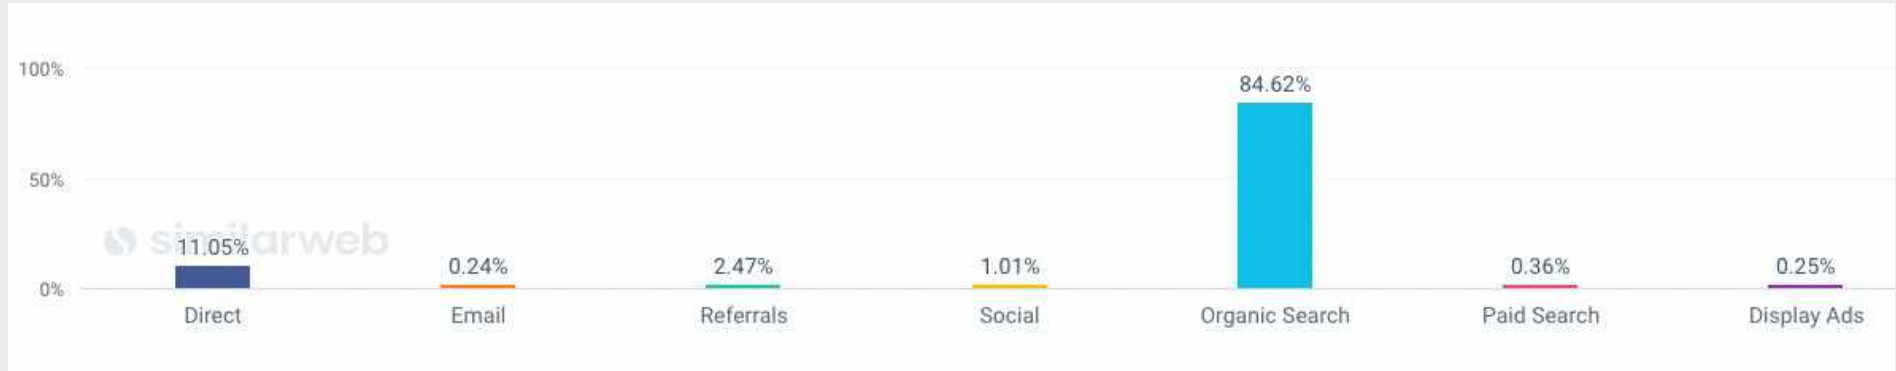 100%
84.62%
50%
similarweb
11.05%
0.24%
2.47%
1.01%
0.36%
0.25%
0%
Direct
Email
Referrals
Social
Organic Search
Paid Search
Display Ads